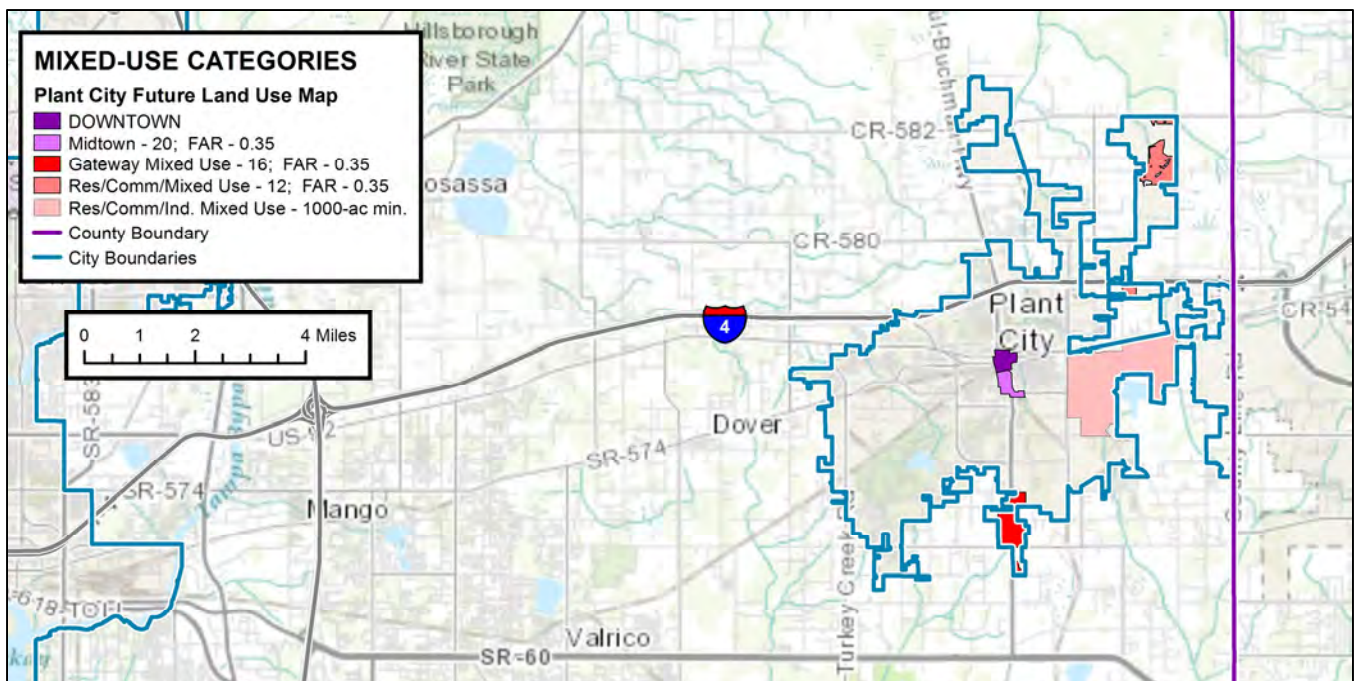 MIXED-USE CATEGORIES
Plant City Future Land Use Map
DOWNTOWN
Midtown - 20; FAR - 0.35
Gateway Mixed Use - 16; FAR - 0.35
Res/Comm/Mixed Use - 12; FAR - 0.35
Res/Comm/Ind. Mixed Use - 1000-ac min.
County Boundary
City Boundaries
0 1 2 4 Miles
Hillsborough
River State
Park
CR-582
CR-580
4
Plant
City
CR-54
Dover
US-92
SR-574
SR-583
SR-574
Mango
Turkey Creek
Valrico
SR-60